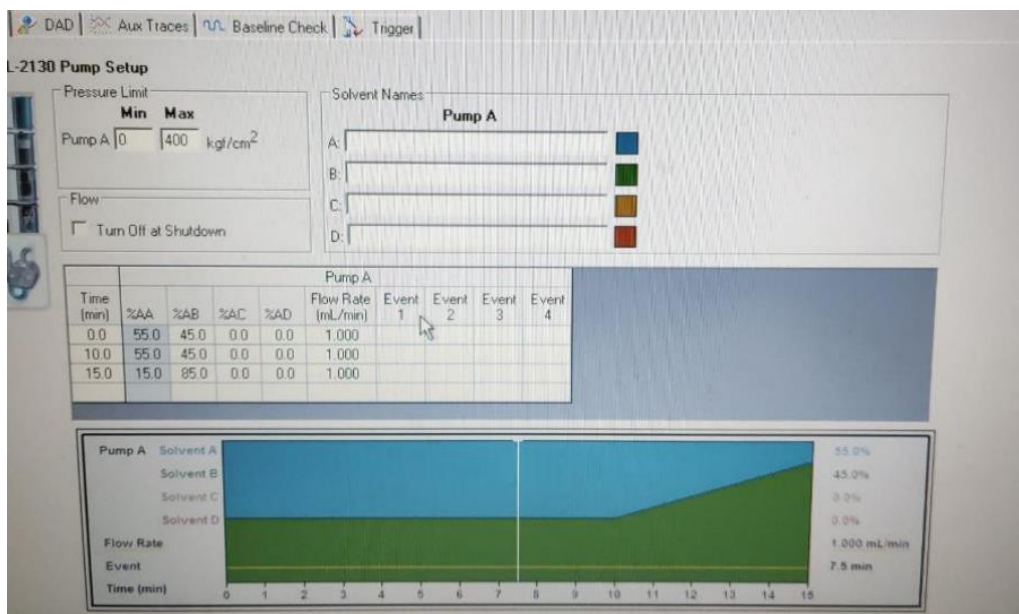 DAD Aux Traces Baseline Check Trigger
L-2130 Pump Setup
Pressure Limit
Min Max
Pump A 0 400 kgf/cm²
Flow
Turn Off at Shutdown
Solvent Names
Pump A
A:
B:
C:
D:
Pump A
Time (min) %AA %AB %AC %AD Flow Rate (mL/min) Event 1 Event 2 Event 3 Event 4
0.0 55.0 45.0 0.0 0.0 1.000
10.0 55.0 45.0 0.0 0.0 1.000
15.0 15.0 85.0 0.0 0.0 1.000
Pump A Solvent A 55.0%
Solvent B 45.0%
Solvent C 0.0%
Solvent D 0.0%
Flow Rate 1.000 mL/min
Event 7.5 min
Time (min) 0 1 2 3 4 5 6 7 8 9 10 11 12 13 14 15